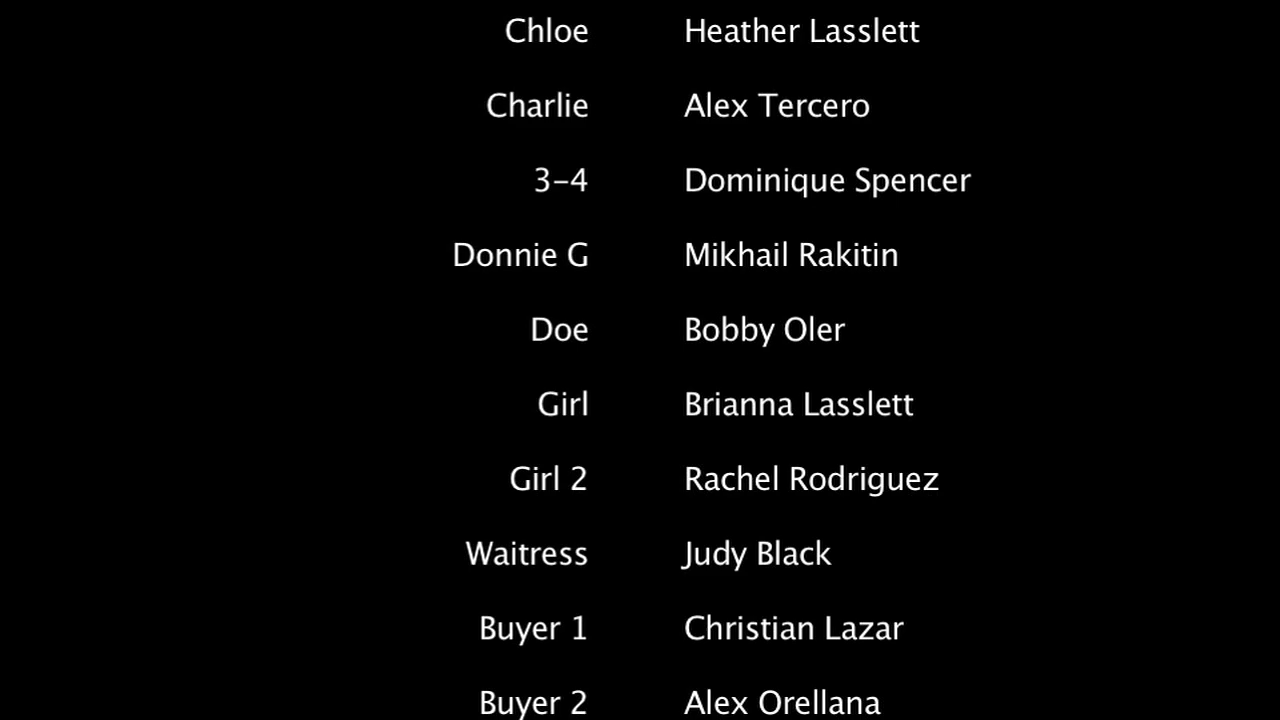 Chloe Heather Lasslett
Charlie Alex Tercero
3-4 Dominique Spencer
Donnie G Mikhail Rakitin
Doe Bobby Oler
Girl Brianna Lasslett
Girl 2 Rachel Rodriguez
Waitress Judy Black
Buyer 1 Christian Lazar
Buyer 2 Alex Orellana